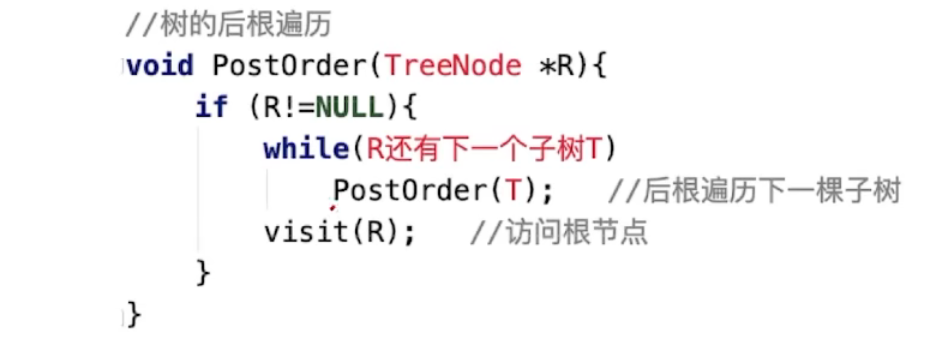 //树的后根遍历
void PostOrder(TreeNode *R){
    if (R!=NULL){
        while(R还有下一个子树T)
            PostOrder(T);   //后根遍历下一棵子树
        visit(R);   //访问根节点
    }
}